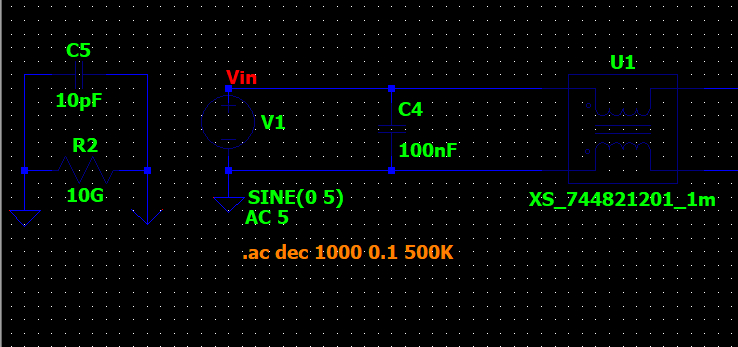 C5
10pF
R2
10G
Vin
V1
SINE(0 5)
AC 5
.ac dec 1000 0.1 500K
C4
100nF
U1
XS_744821201_1m